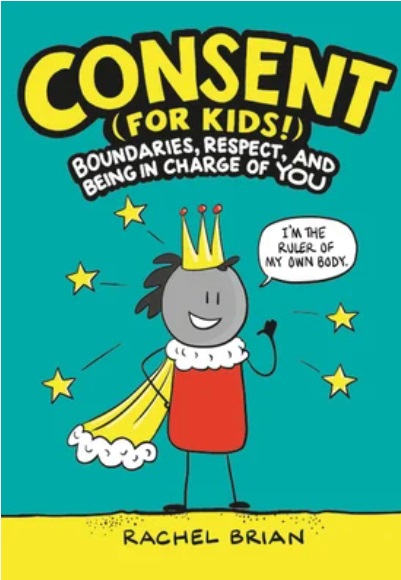 CONSENT
(FOR KIDS!)
BOUNDARIES, RESPECT, AND
BEING IN CHARGE OF YOU
I'M THE
RULER OF
MY OWN BODY.
RACHEL BRIAN